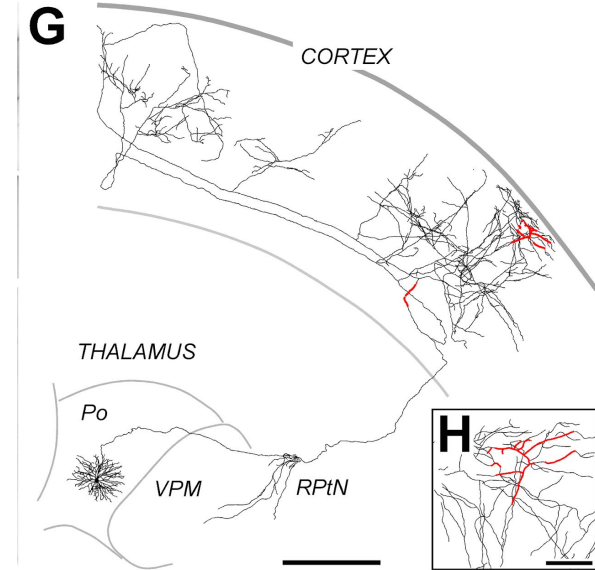 G
CORTEX
THALAMUS
Po
VPM
RPtN
H